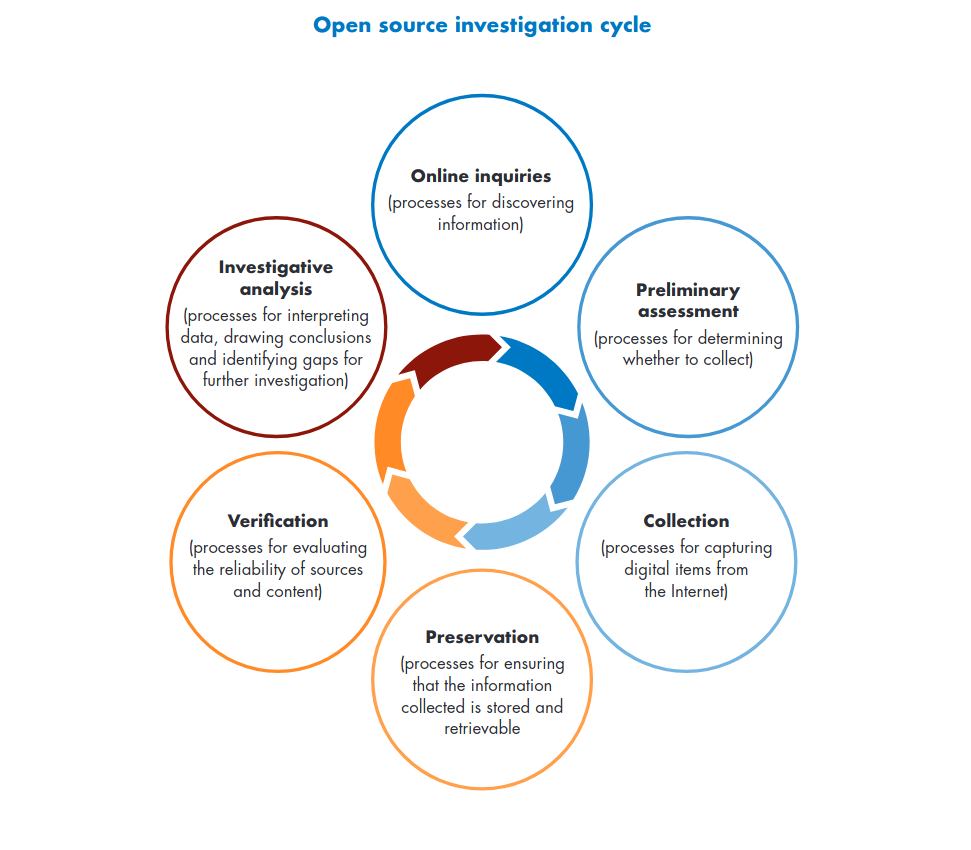 Open source investigation cycle
Online inquiries
(processes for discovering
information)
Preliminary
assessment
(processes for determining
whether to collect)
Collection
(processes for capturing
digital items from
the Internet)
Preservation
(processes for ensuring
that the information
collected is stored and
retrievable
Verification
(processes for evaluating
the reliability of sources
and content)
Investigative
analysis
(processes for interpreting
data, drawing conclusions
and identifying gaps for
further investigation)